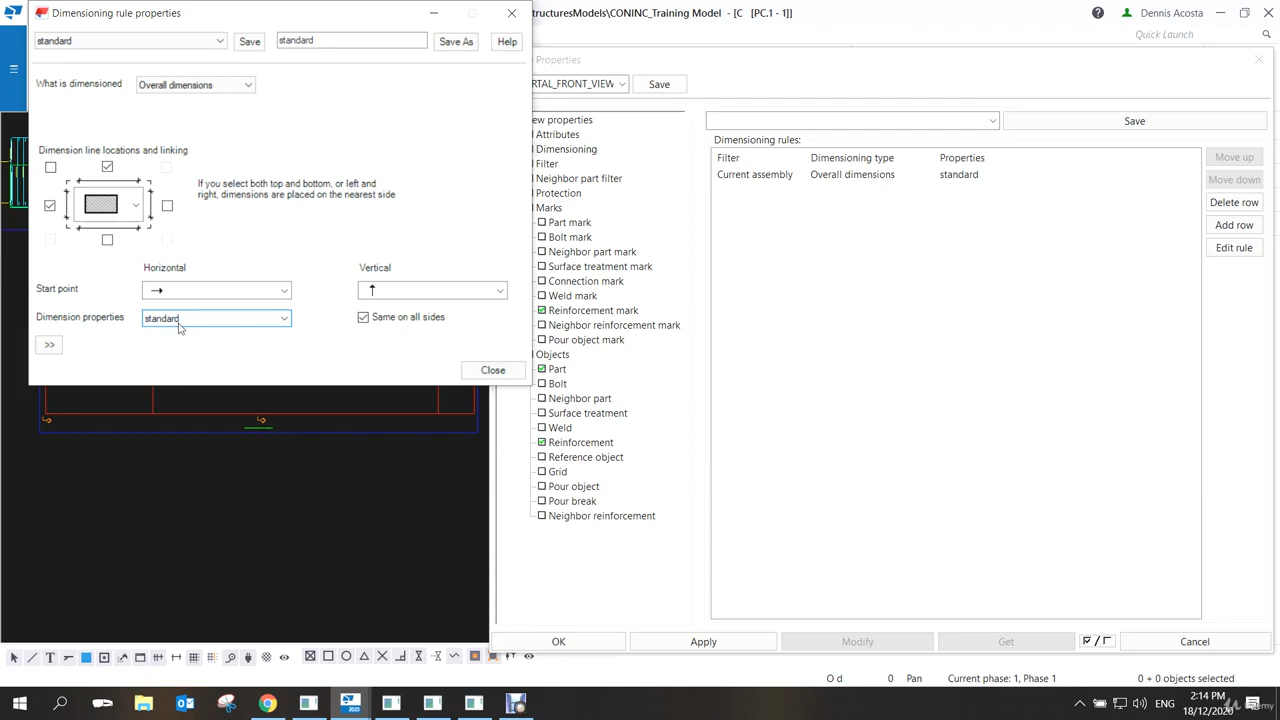 Dimensioning rule properties
structuresModels\CONINC_Training Model - [C [PC.1 - 1]]
Dennis Acosta
Quick Launch
standard
Save
standard
Save As
Help
What is dimensioned
Overall dimensions
Dimension line locations and linking
If you select both top and bottom, or left and
right, dimensions are placed on the nearest side
Horizontal
Vertical
Start point
Dimension properties
standard
Same on all sides
>>
Close
Properties
RTAL_FRONT_VIEW
Save
ew properties
Attributes
Dimensioning
Filter
Neighbor part filter
Protection
Marks
Part mark
Bolt mark
Neighbor part mark
Surface treatment mark
Connection mark
Weld mark
Reinforcement mark
Neighbor reinforcement mark
Pour object mark
Objects
Part
Bolt
Neighbor part
Surface treatment
Weld
Reinforcement
Reference object
Grid
Pour object
Pour break
Neighbor reinforcement
Save
Dimensioning rules:
Filter Dimensioning type Properties
Current assembly Overall dimensions standard
Move up
Move down
Delete row
Add row
Edit rule
OK
Apply
Modify
Get
Cancel
O d 0 Pan Current phase: 1, Phase 1 0 + 0 objects selected
2020
ENG
2:14 PM
18/12/2020